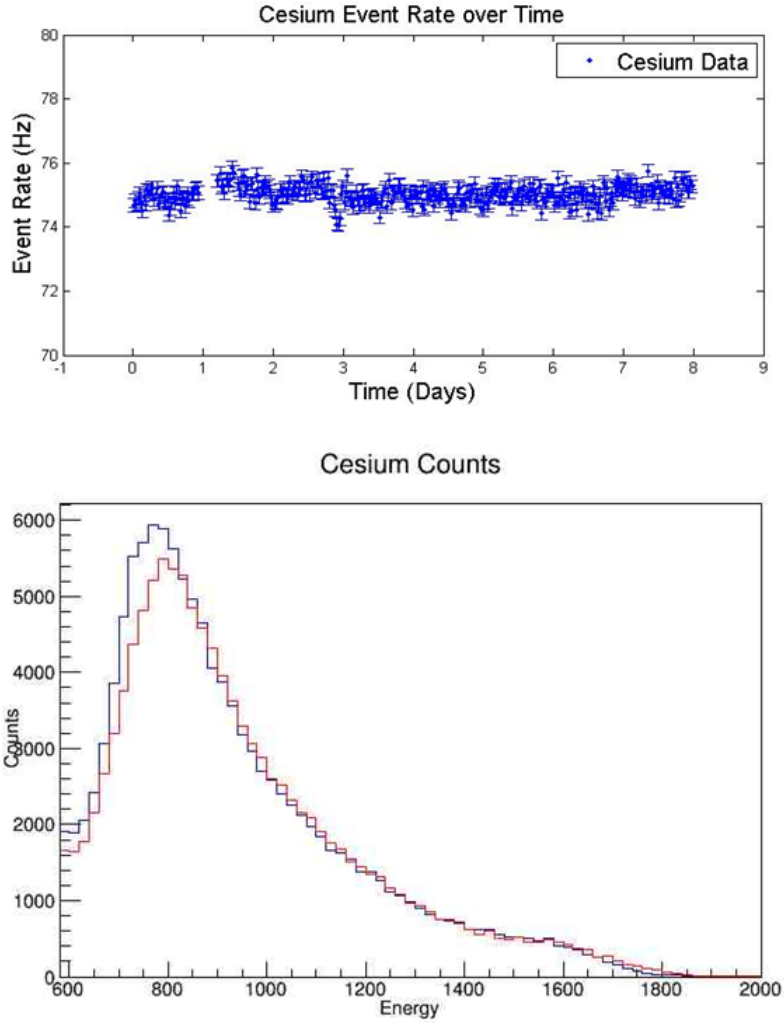 Cesium Event Rate over Time
80
Cesium Data
78
76
74
72
70
Event Rate (Hz)
-1 0 1 2 3 4 5 6 7 8 9
Time (Days)
Cesium Counts
6000
5000
4000
3000
2000
1000
0
Counts
600 800 1000 1200 1400 1600 1800 2000
Energy